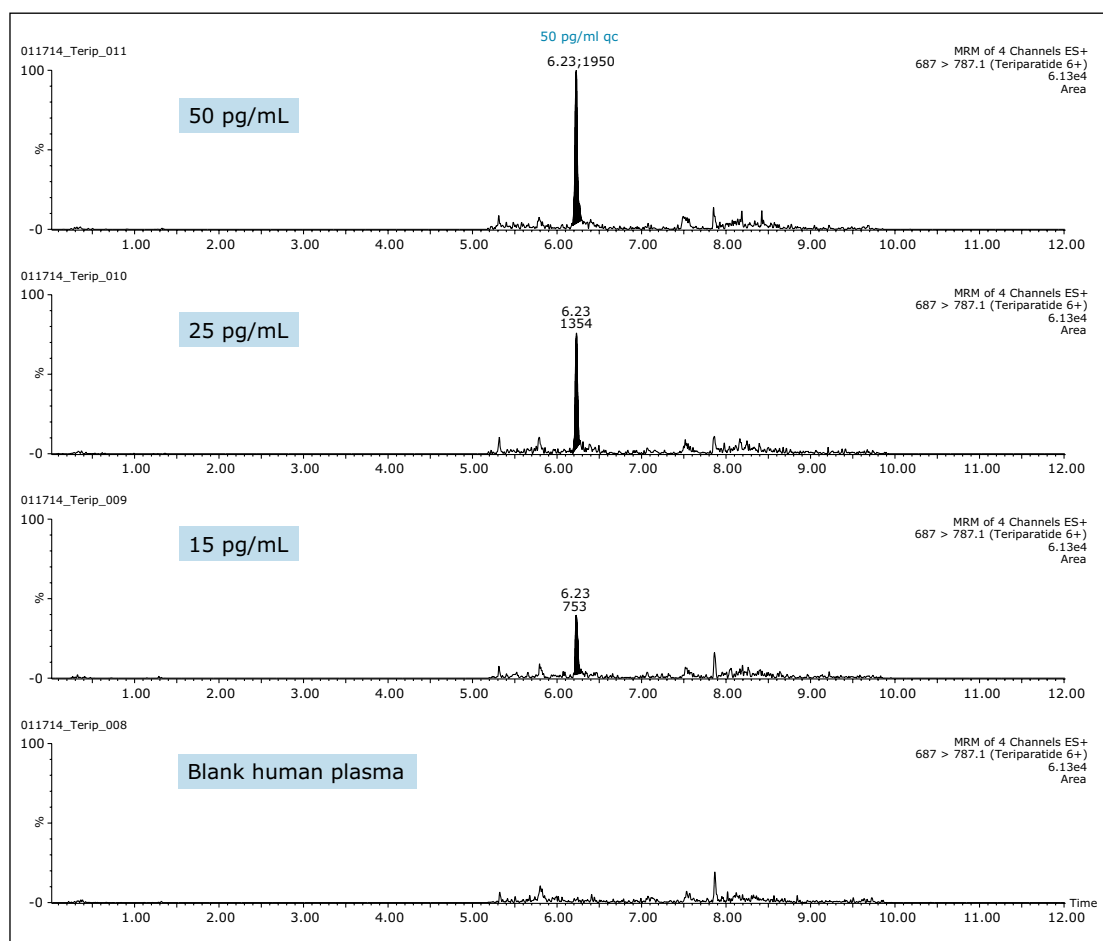 50 pg/ml qc
011714_Terip_011
MRM of 4 Channels ES+
687 > 787.1 (Teriparatide 6+)
6.13e4
Area
100
6.23;1950
50 pg/mL
%
-0
1.00 2.00 3.00 4.00 5.00 6.00 7.00 8.00 9.00 10.00 11.00 12.00
011714_Terip_010
MRM of 4 Channels ES+
687 > 787.1 (Teriparatide 6+)
6.13e4
Area
100
6.23
1354
25 pg/mL
%
-0
1.00 2.00 3.00 4.00 5.00 6.00 7.00 8.00 9.00 10.00 11.00 12.00
011714_Terip_009
MRM of 4 Channels ES+
687 > 787.1 (Teriparatide 6+)
6.13e4
Area
100
15 pg/mL
6.23
753
%
-0
1.00 2.00 3.00 4.00 5.00 6.00 7.00 8.00 9.00 10.00 11.00 12.00
011714_Terip_008
MRM of 4 Channels ES+
687 > 787.1 (Teriparatide 6+)
6.13e4
Area
100
Blank human plasma
%
-0
Time
1.00 2.00 3.00 4.00 5.00 6.00 7.00 8.00 9.00 10.00 11.00 12.00